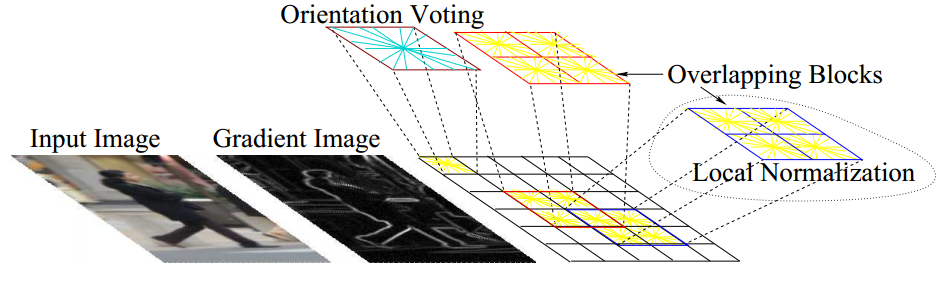 Orientation Voting
Overlapping Blocks
Input Image
Gradient Image
Local Normalization